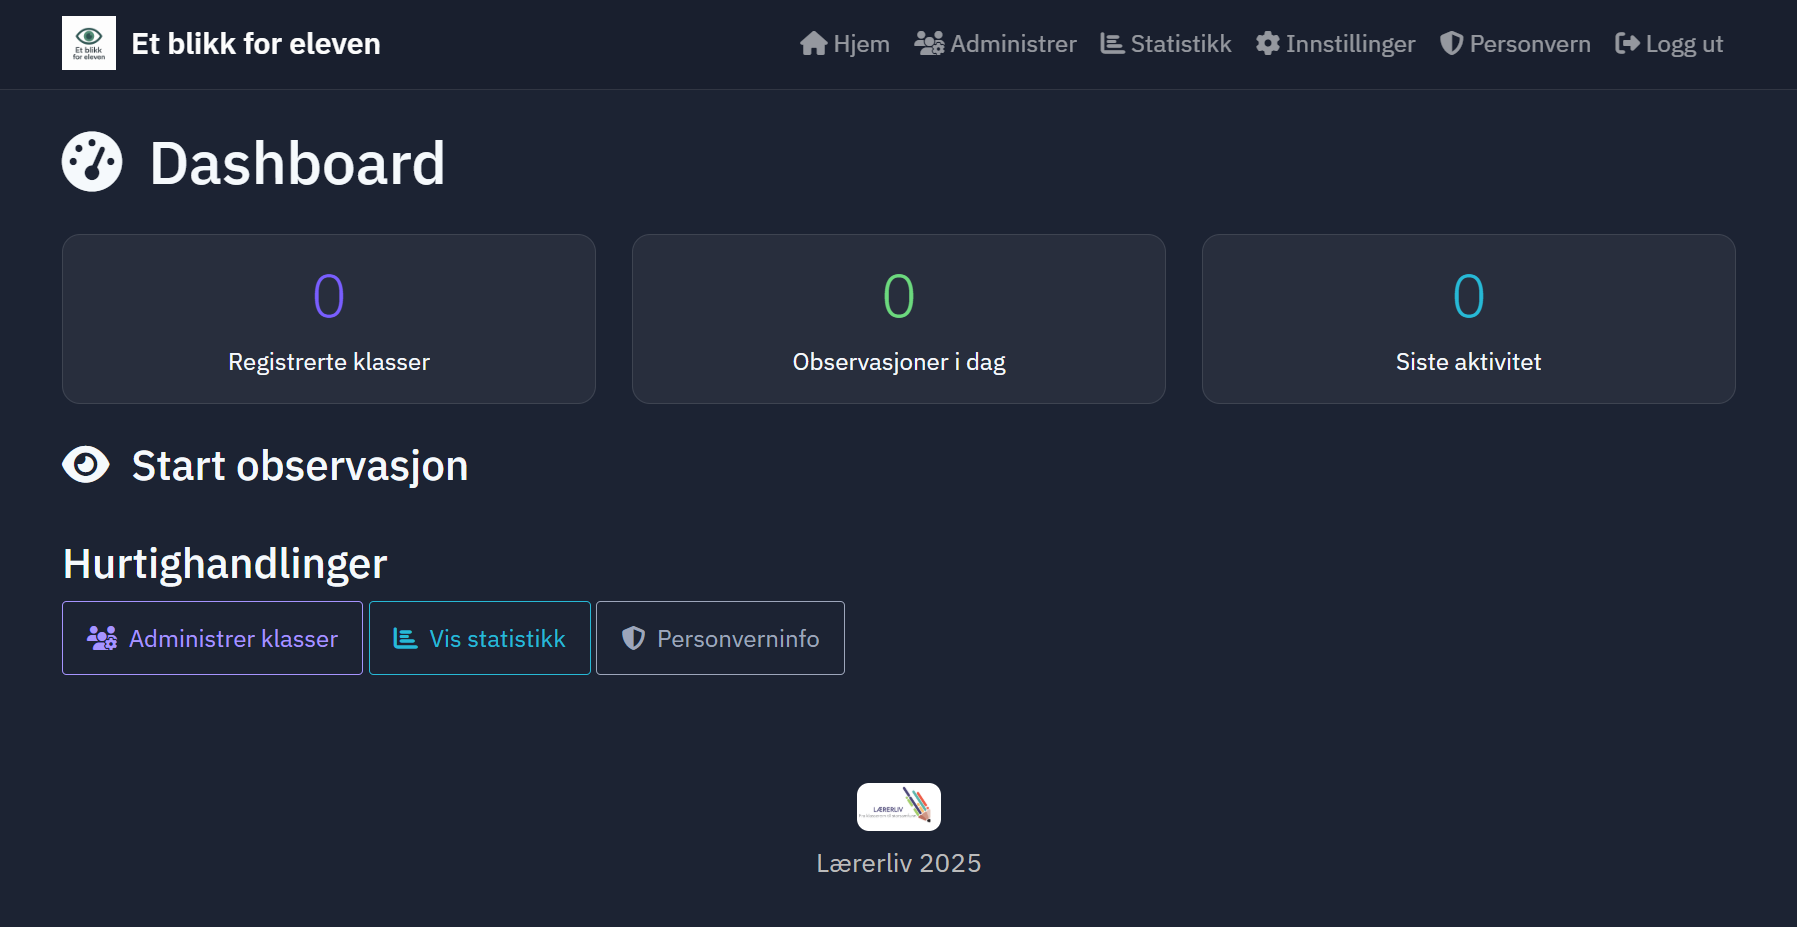 Et blikk
for eleven
Et blikk for eleven
Hjem
Administrer
Statistikk
Innstillinger
Personvern
Logg ut
Dashboard
0
Registrerte klasser
0
Observasjoner i dag
0
Siste aktivitet
Start observasjon
Hurtighandlinger
Administrer klasser
Vis statistikk
Personverninfo
LÆRERLIV
Lærerliv 2025